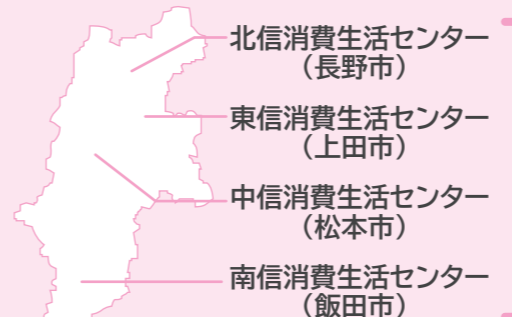 北信消費生活センター
（長野市）
東信消費生活センター
（上田市）
中信消費生活センター
（松本市）
南信消費生活センター
（飯田市）